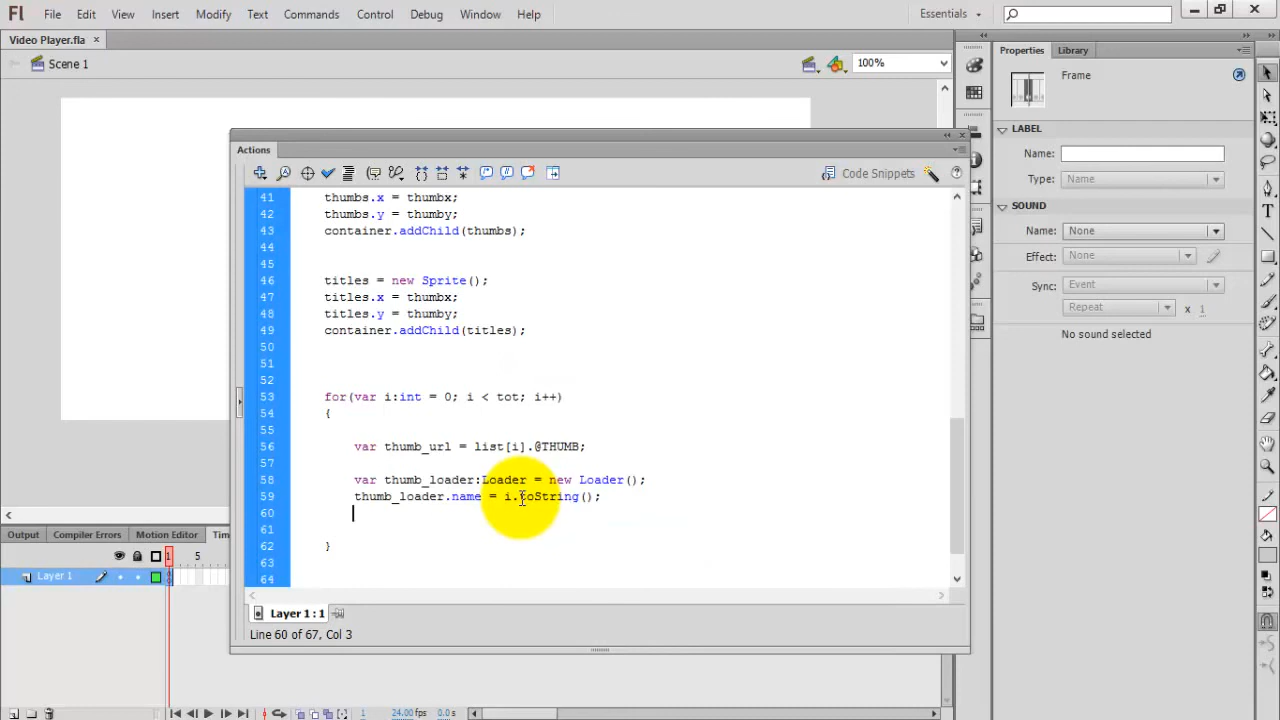 Fl File Edit View Insert Modify Text Commands Control Debug Window Help Essentials
Video Player.fla ×
Scene 1 100%
Properties Library
Frame
LABEL
Name:
Type: Name
SOUND
Name: None
Effect: None
Sync: Event
Repeat x 1
No sound selected
Actions
Code Snippets
41 thumbs.x = thumbx;
42 thumbs.y = thumby;
43 container.addChild(thumbs);
44
45
46 titles = new Sprite();
47 titles.x = thumbx;
48 titles.y = thumby;
49 container.addChild(titles);
50
51
52
53 for(var i:int = 0; i < tot; i++)
54 {
55
56 var thumb_url = list[i].@THUMB;
57
58 var thumb_loader:Loader = new Loader();
59 thumb_loader.name = i.toString();
60
61
62 }
63
64
Layer 1 : 1
Line 60 of 67, Col 3
Output Compiler Errors Motion Editor Tim
1 5
Layer 1
1 24.00 fps 0.0 s